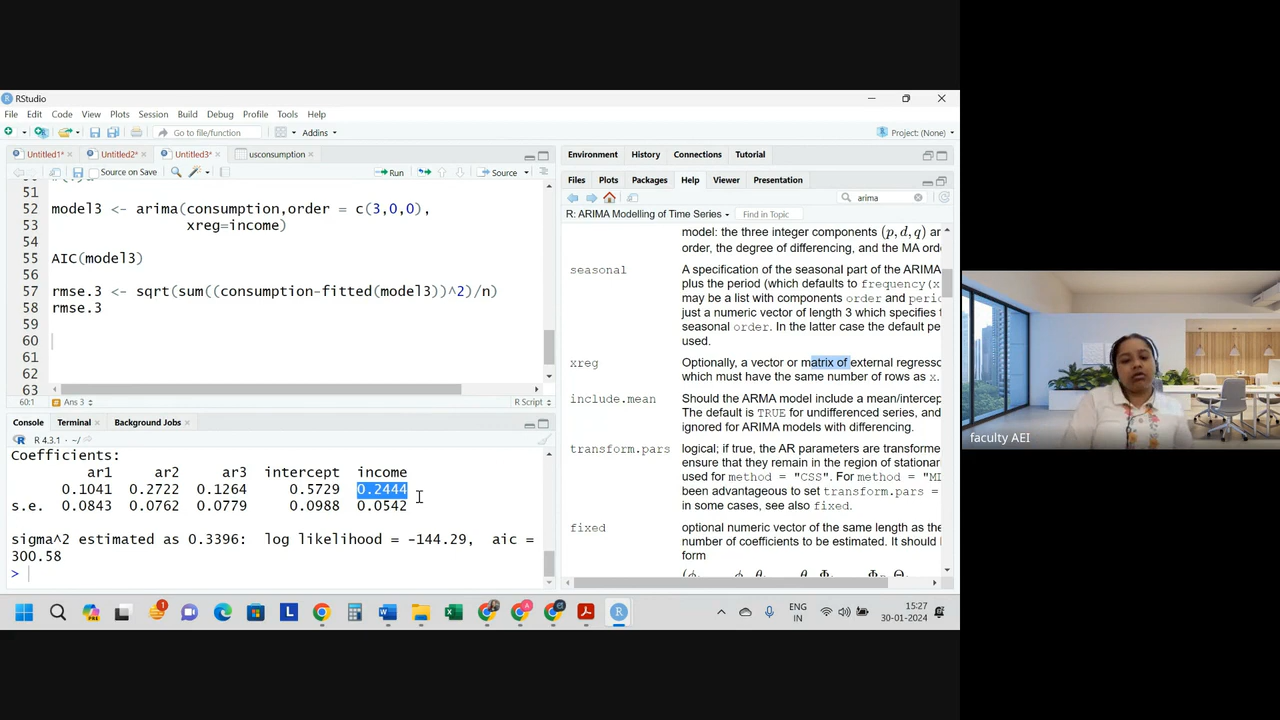 RStudio
File Edit Code View Plots Session Build Debug Profile Tools Help
Go to file/function Addins Project: (None)
Untitled1* Untitled2* Untitled3* usconsumption
Source on Save Run Source
51
52 model3 <- arima(consumption,order = c(3,0,0),
53 xreg=income)
54
55 AIC(model3)
56
57 rmse.3 <- sqrt(sum((consumption-fitted(model3))^2)/n)
58 rmse.3
59
60
61
62
63
60:1 Ans 3 R Script
Console Terminal Background Jobs
R 4.3.1 · ~/
Coefficients:
ar1 ar2 ar3 intercept income
0.1041 0.2722 0.1264 0.5729 0.2444
s.e. 0.0843 0.0762 0.0779 0.0988 0.0542
sigma^2 estimated as 0.3396: log likelihood = -144.29, aic =
300.58
>
Environment History Connections Tutorial
Files Plots Packages Help Viewer Presentation
arima
R: ARIMA Modelling of Time Series Find in Topic
model: the three integer components (p, d, q) ar
order, the degree of differencing, and the MA ord
seasonal A specification of the seasonal part of the ARIMA
plus the period (which defaults to frequency(x
may be a list with components order and perio
just a numeric vector of length 3 which specifies t
seasonal order. In the latter case the default pe
used.
xreg Optionally, a vector or matrix of external regresso
which must have the same number of rows as x.
include.mean Should the ARMA model include a mean/intercep
The default is TRUE for undifferenced series, and
ignored for ARIMA models with differencing.
transform.pars logical; if true, the AR parameters are transforme
ensure that they remain in the region of stationar
used for method = "CSS". For method = "MI
been advantageous to set transform.pars =
in some cases, see also fixed.
fixed optional numeric vector of the same length as the
number of coefficients to be estimated. It should
form
faculty AEI
ENG
IN
15:27
30-01-2024